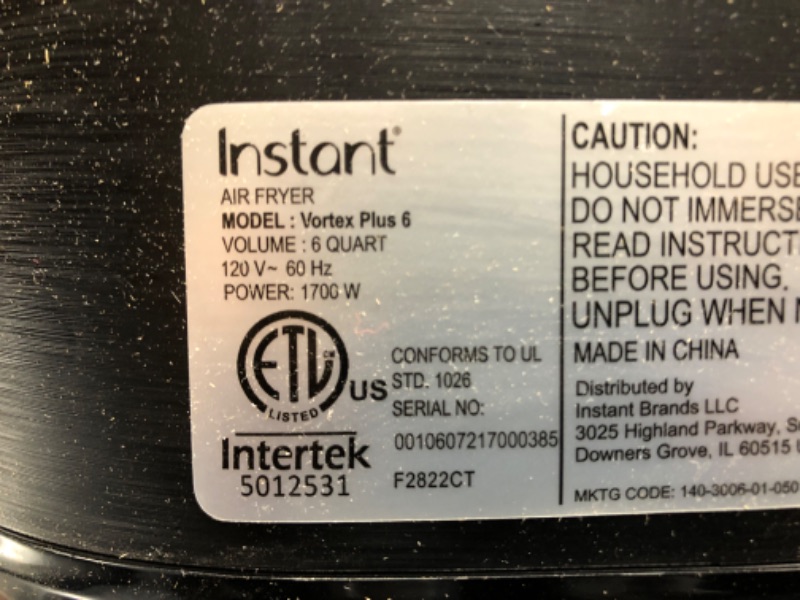 Instant®
AIR FRYER
MODEL : Vortex Plus 6
VOLUME : 6 QUART
120 V~ 60 Hz
POWER: 1700 W
ETL CM
LISTED
US
Intertek
5012531
CONFORMS TO UL
STD. 1026
SERIAL NO:
0010607217000385
F2822CT
CAUTION:
HOUSEHOLD USE
DO NOT IMMERSE
READ INSTRUCT
BEFORE USING.
UNPLUG WHEN N
MADE IN CHINA
Distributed by
Instant Brands LLC
3025 Highland Parkway, S
Downers Grove, IL 60515 U
MKTG CODE: 140-3006-01-050